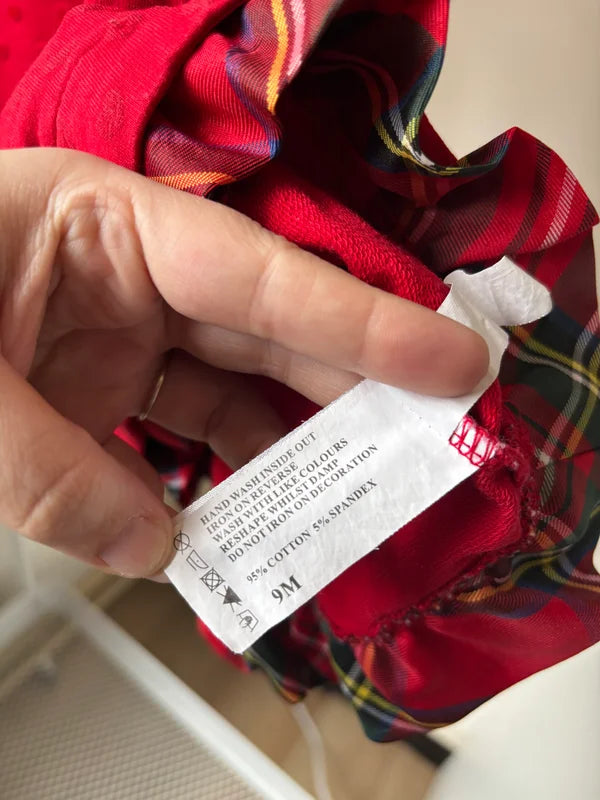 HAND WASH INSIDE OUT
IRON ON REVERSE
WASH WITH LIKE COLOURS
RESHAPE WHILST DAMP
DO NOT IRON ON DECORATION
95% COTTON 5% SPANDEX
9M